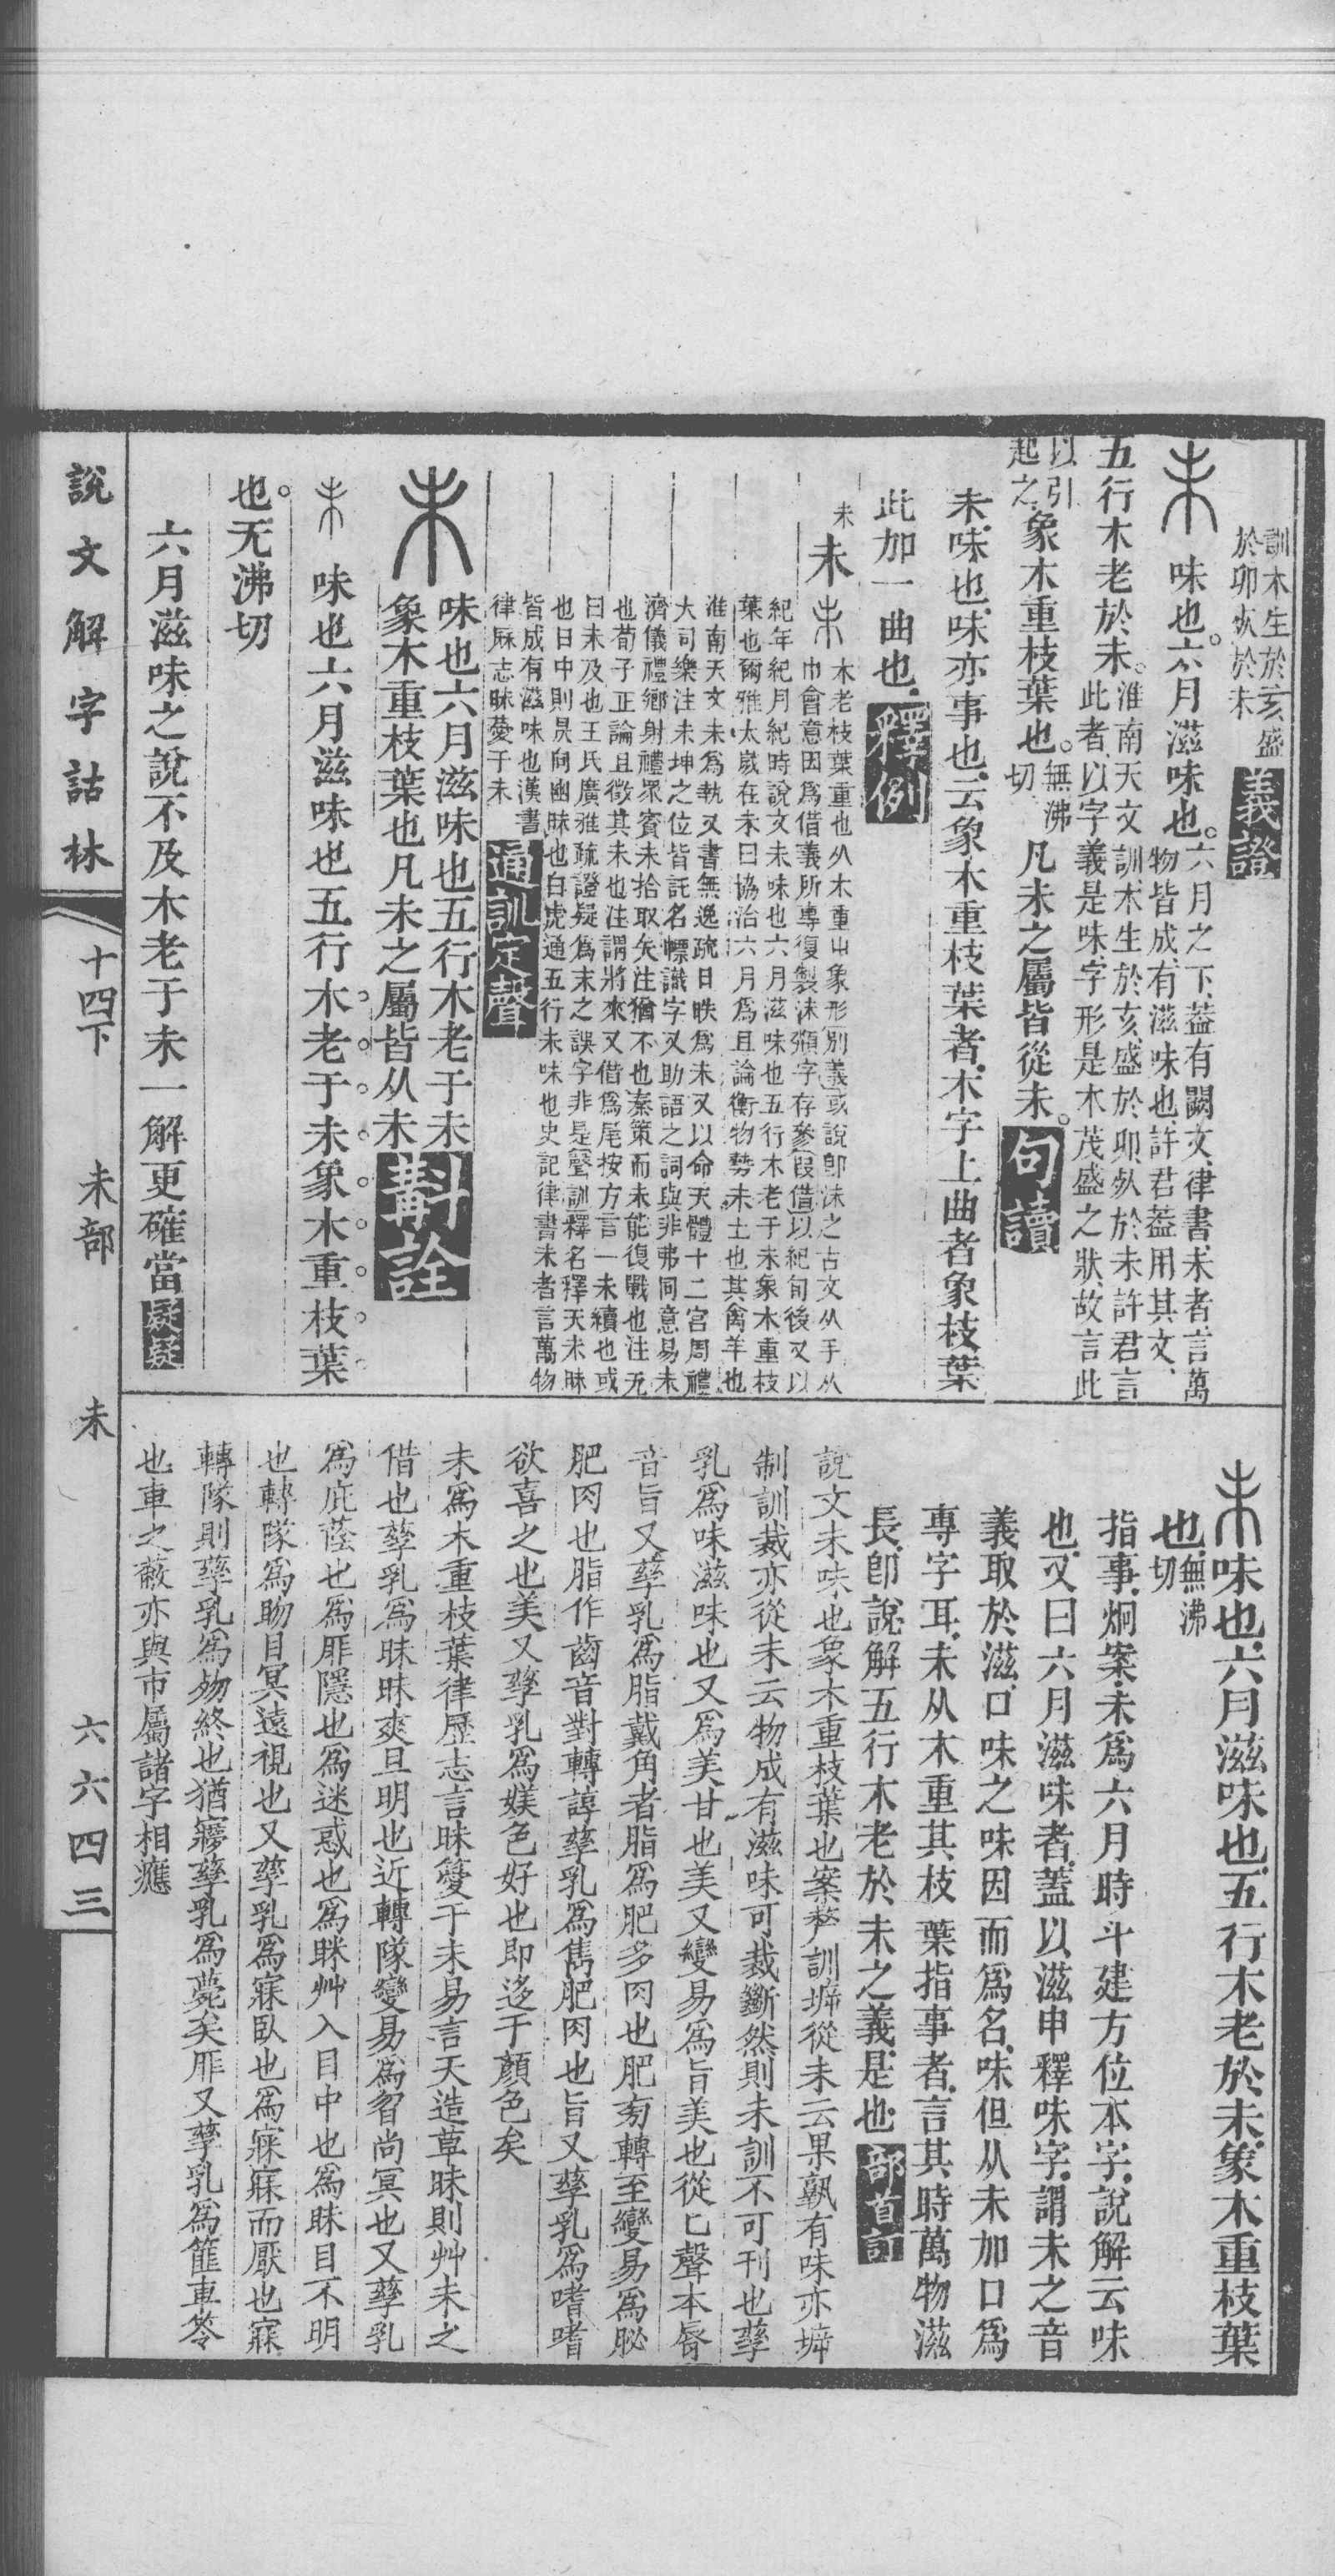 訓木生於亥盛
於卯㱙於未
義證
味也六月滋味也
六月之下蓋有闕文律書未者言萬
物皆成有滋味也許君葢用其文
五行木老於未
淮南天文訓木生於亥盛於卯㱙於未許君言
此者以字義是味字形是木茂盛之狀故言此
以引
起之
象木重枝葉也
無沸
切
凡未之屬皆從未
句讀
未味也味亦事也云象木重枝葉者木字上曲者象枝葉
此加一曲也
釋例
未
未
木老枝葉重也从木重屮象形別義或說卽沬之古文从手从
巾會意因爲借義所專復製沬頮字存參叚借以紀旬後又以
紀年紀月紀時說文未味也六月滋味也五行木老于未象木重枝
葉也爾雅太歲在未曰協洽六月爲且論衡物勢未土也其禽羊也
淮南天文未爲執又書無逸疏日昳爲未又以命天體十二宮周禮
大司樂注未坤之位皆託名幖識字又助語之詞與非弗同意易未
濟儀禮鄉射禮眾賓未拾取矢注猶不也秦策而未能復戰也注无
也荀子正論且徵其未也注謂將來又借爲尾按方言一未續也或
曰末及也王氏廣雅疏證疑爲末之誤字非是聲訓釋名釋天未昧
也日中則昃向幽昧也白虎通五行未味也史記律書未者言萬物
皆成有滋味也漢書
律厤志昧薆于未
通訓定聲
味也六月滋味也五行木老于未
象木重枝葉也凡未之屬皆从未
斠詮
味也六月滋味也五行木老于未象木重枝葉
也无沸切
六月滋味之說不及木老于未一解更確當
疑疑
味也六月滋味也五行木老於未象木重枝葉
也
無沸
切
指事炯案未爲六月時斗建方位本字說解云味
也又曰六月滋味者蓋以滋申釋味字謂未之音
義取於滋口味之味因而爲名味但从未加口爲
專字耳未从木重其枝葉指事者言其時萬物滋
長卽說解五行木老於未之義是也
部首訂
說文未味也象木重枝葉也案㪿訓㙷從未云果孰有味亦㙷
制訓裁亦從未云物成有滋味可裁斷然則未訓不可刊也孳
乳爲味滋味也又爲美甘也美又變易爲旨美也從匕聲本脣
音旨又孳乳爲脂戴角者脂爲肥多肉也肥旁轉至變易爲䏟
肥肉也脂作齒音對轉諄孳乳爲雋肥肉也旨又孳乳爲嗜嗜
欲喜之也美又孳乳爲媄色好也卽迻于顏色矣
未爲木重枝葉律歷志言昧薆于未易言天造草昧則艸未之
借也孳乳爲昧昧爽旦明也近轉隊變易爲曶尚冥也又孳乳
爲庇蔭也爲厞隱也爲迷惑也爲眯艸入目中也爲眛目不明
也轉隊爲䀛目冥遠視也又孳乳爲寐臥也爲寱寐而厭也寐
轉隊則孳乳爲歾終也猶㝱孳乳爲薨矣厞又孳乳爲篚車笭
也車之蔽亦與巿屬諸字相應
說文解字詁林
十四下
未部
未
六六四三